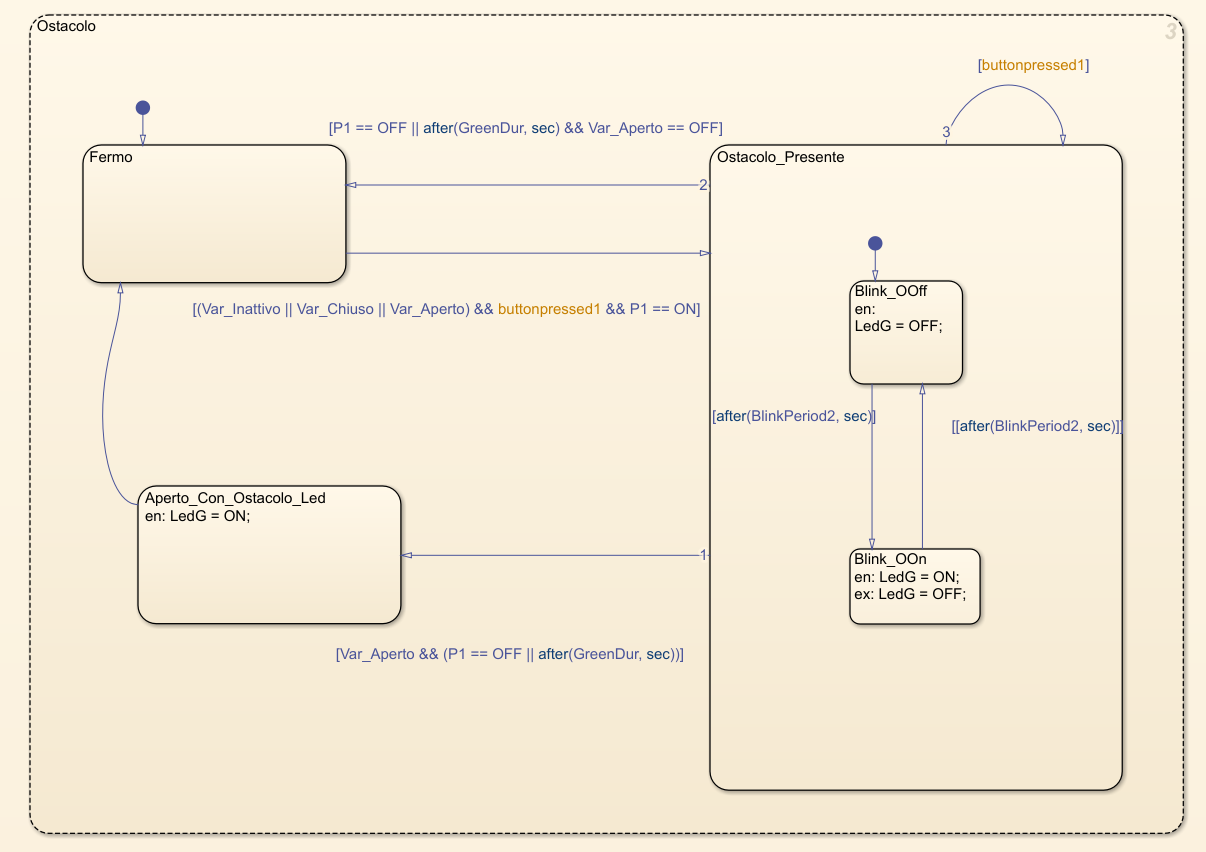 Ostacolo
3
[buttonpressed1]
[P1 == OFF || after(GreenDur, sec) && Var_Aperto == OFF]
3
Fermo
Ostacolo_Presente
2
[(Var_Inattivo || Var_Chiuso || Var_Aperto) && buttonpressed1 && P1 == ON]
Blink_OOff
en:
LedG = OFF;
[after(BlinkPeriod2, sec)]
[[after(BlinkPeriod2, sec)]]
Aperto_Con_Ostacolo_Led
en: LedG = ON;
1
Blink_OOn
en: LedG = ON;
ex: LedG = OFF;
[Var_Aperto && (P1 == OFF || after(GreenDur, sec))]